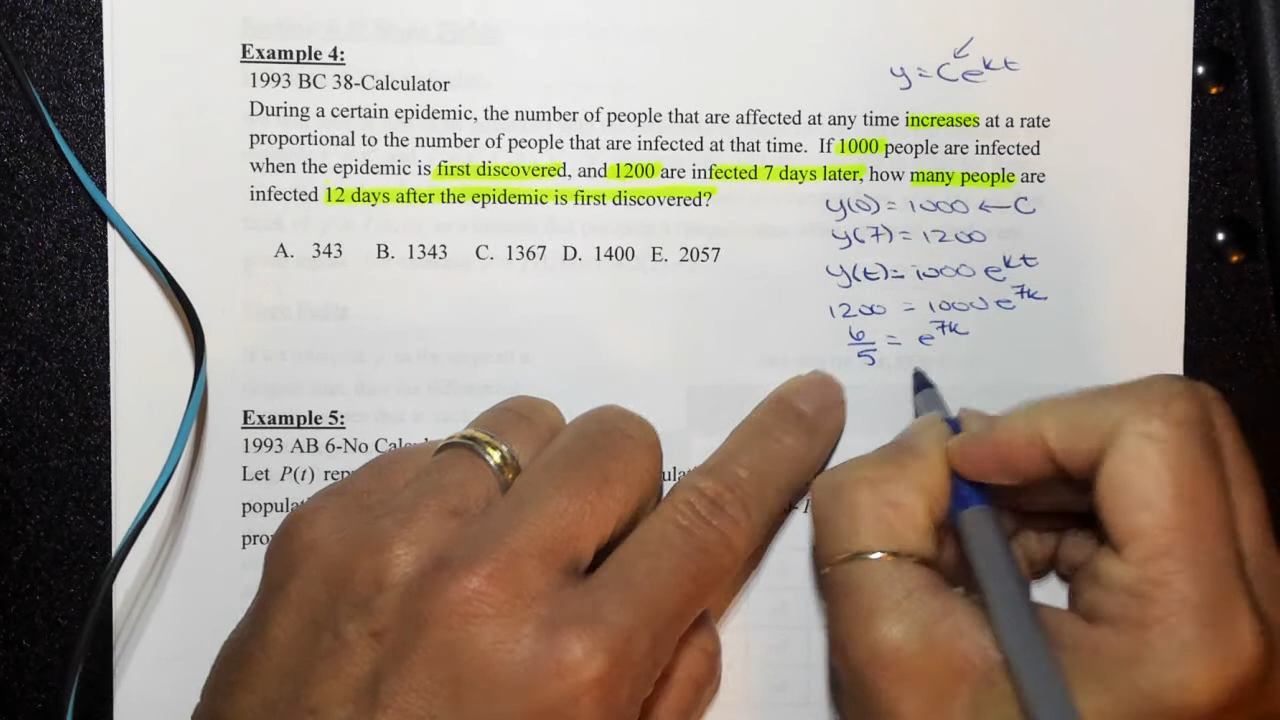 Example 4:
y = Ce^kt
1993 BC 38-Calculator
During a certain epidemic, the number of people that are affected at any time increases at a rate
proportional to the number of people that are infected at that time. If 1000 people are infected
when the epidemic is first discovered, and 1200 are infected 7 days later, how many people are
infected 12 days after the epidemic is first discovered?
y(0) = 1000 ← C
y(7) = 1200
A. 343 B. 1343 C. 1367 D. 1400 E. 2057
y(t) = 1000 e^kt
1200 = 1000 e^7k
6/5 = e^7k
Example 5:
1993 AB 6-No
Let P(t)